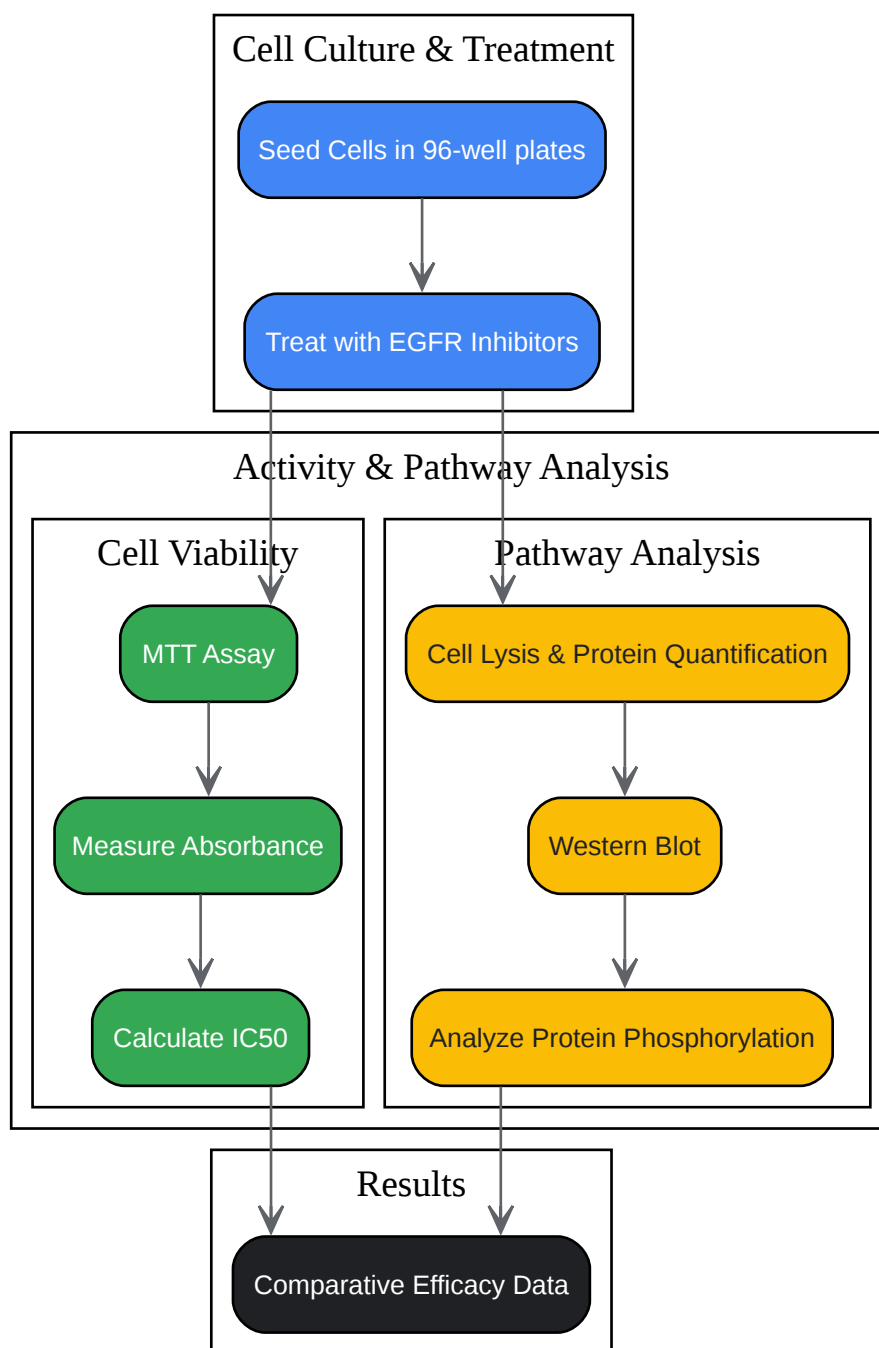 Cell Culture & Treatment
Seed Cells in 96-well plates
Treat with EGFR Inhibitors
Activity & Pathway Analysis
Cell Viability
MTT Assay
Measure Absorbance
Calculate IC50
Pathway Analysis
Cell Lysis & Protein Quantification
Western Blot
Analyze Protein Phosphorylation
Results
Comparative Efficacy Data